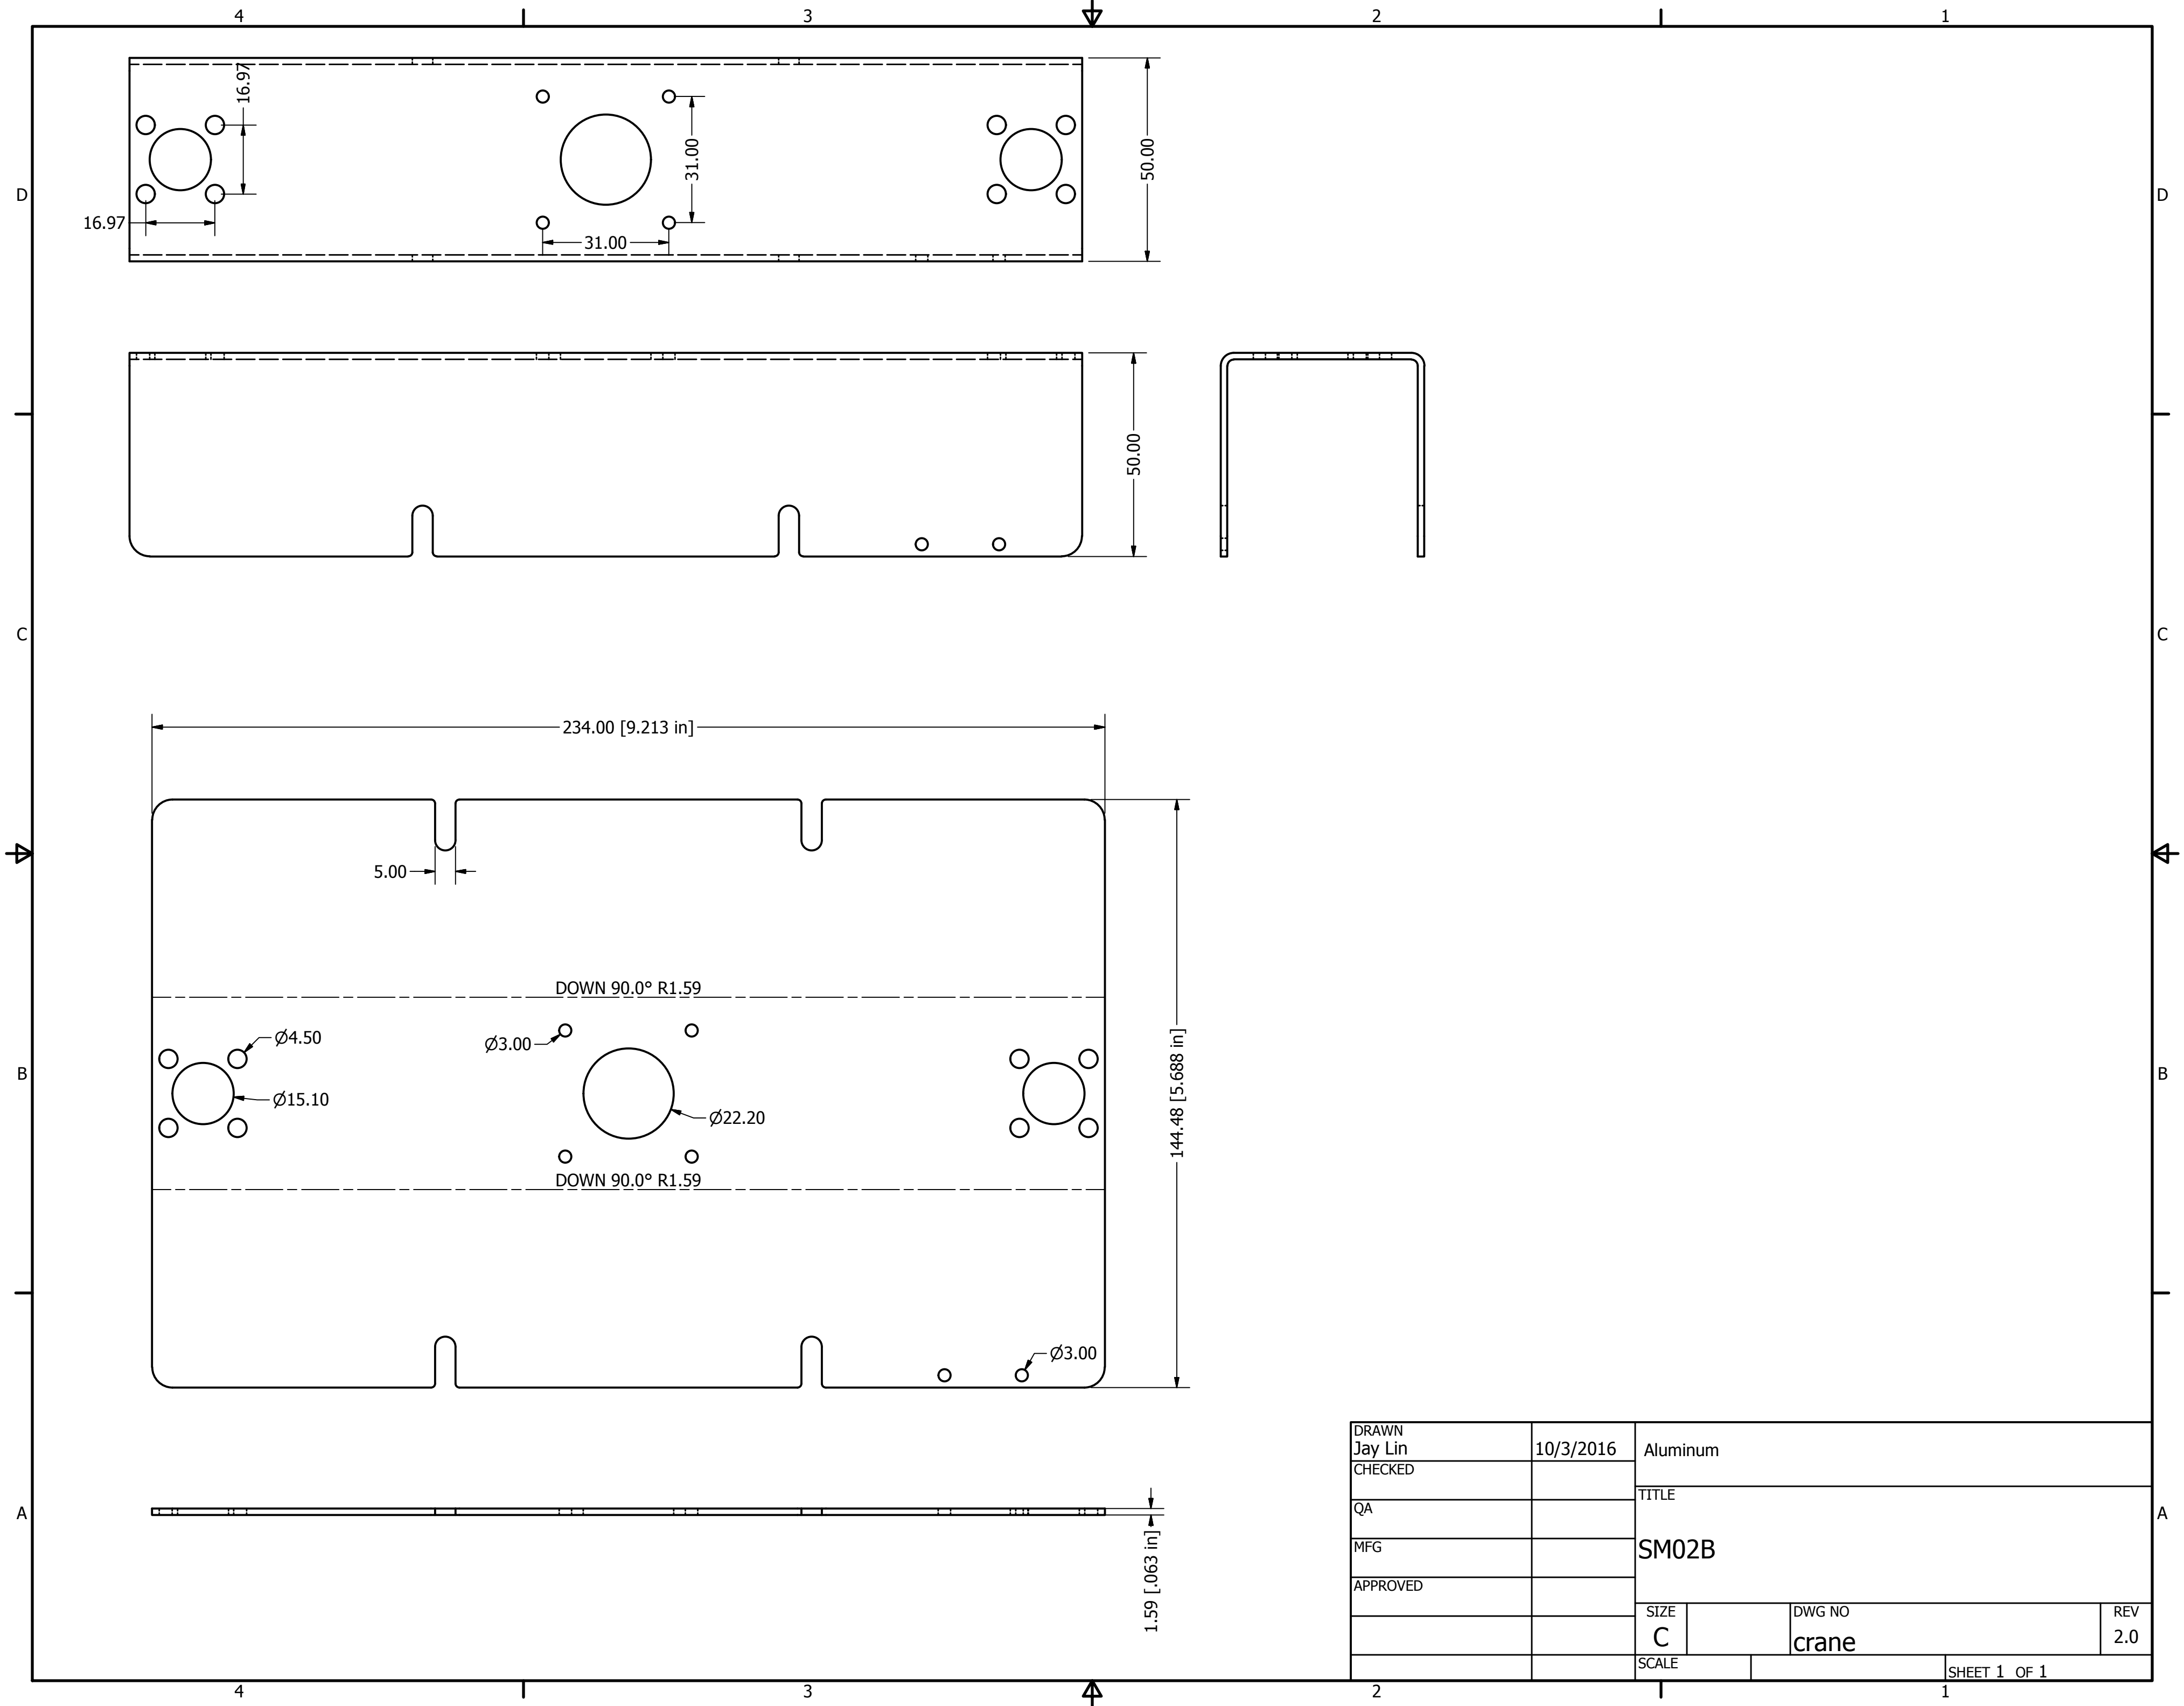 4 3 2 1
16.97
31.00
50.00
D D
16.97
31.00
50.00
C C
234.00 [9.213 in]
5.00
DOWN 90.0° R1.59
Ø4.50
Ø3.00
144.48 [5.688 in]
B B
Ø15.10
Ø22.20
DOWN 90.0° R1.59
Ø3.00
1.59 [.063 in]
A A
DRAWN
Jay Lin 10/3/2016 Aluminum
CHECKED
TITLE
QA
MFG
SM02B
APPROVED
SIZE DWG NO REV
C crane 2.0
SCALE
SHEET 1 OF 1
4 3 2 1